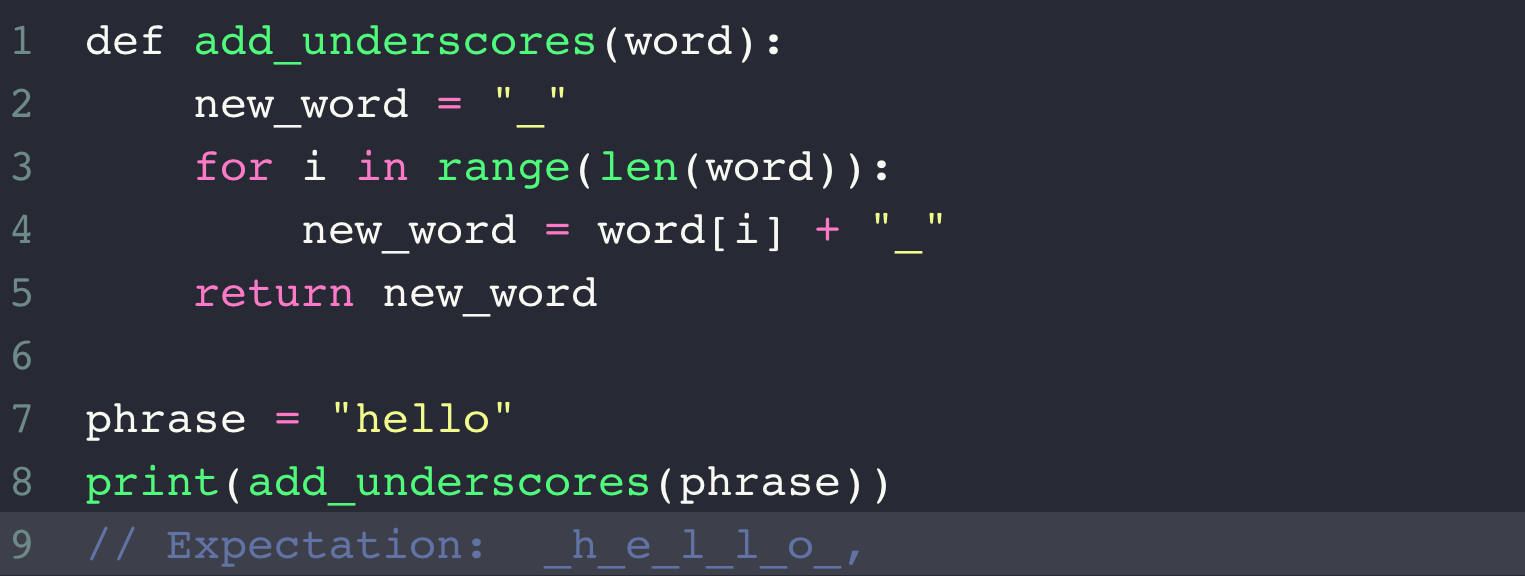 1 def add_underscores(word):
2     new_word = "_"
3     for i in range(len(word)):
4         new_word = word[i] + "_"
5     return new_word
6
7 phrase = "hello"
8 print(add_underscores(phrase))
9 // Expectation:  _h_e_l_l_o_,